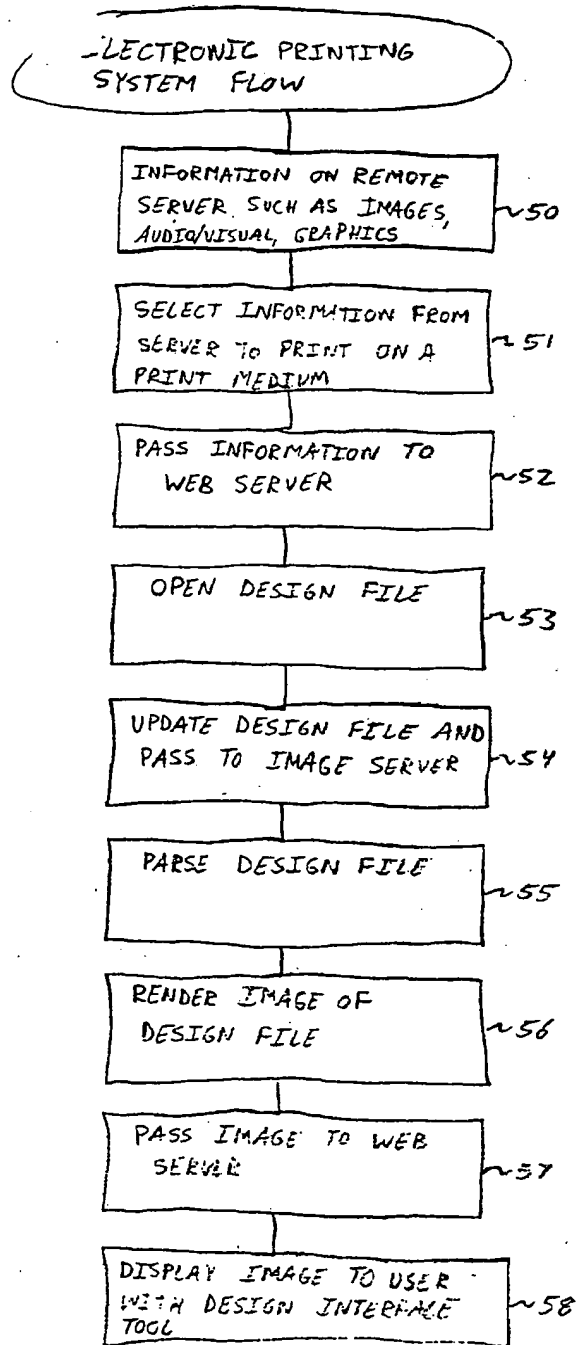 -LECTRONIC PRINTING
SYSTEM FLOW
INFORMATION ON REMOTE
SERVER SUCH AS IMAGES,
AUDIO/VISUAL, GRAPHICS
~50
SELECT INFORMATION FROM
SERVER TO PRINT ON A
PRINT MEDIUM
~51
PASS INFORMATION TO
WEB SERVER
~52
OPEN DESIGN FILE
~53
UPDATE DESIGN FILE AND
PASS TO IMAGE SERVER
~54
PARSE DESIGN FILE
~55
RENDER IMAGE OF
DESIGN FILE
~56
PASS IMAGE TO WEB
SERVER
~57
DISPLAY IMAGE TO USER
WITH DESIGN INTERFACE
TOOL
~58